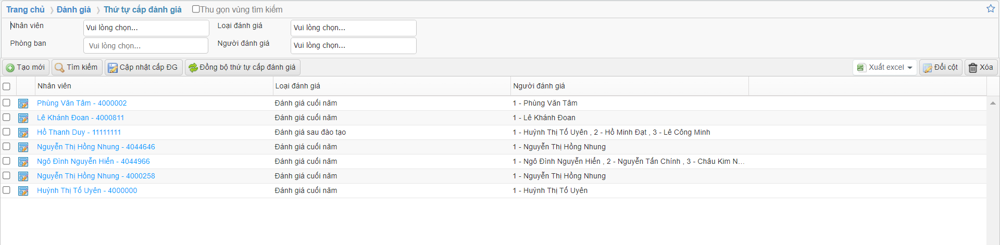 Trang chủ > Đánh giá > Thứ tự cấp đánh giá Thu gọn vùng tìm kiếm
Nhân viên Vui lòng chọn... Loại đánh giá Vui lòng chọn...
Phòng ban Vui lòng chọn... Người đánh giá Vui lòng chọn...
Tạo mới Tìm kiếm Cập nhật cấp ĐG Đồng bộ thứ tự cấp đánh giá Xuất excel Đổi cột Xóa
Nhân viên Loại đánh giá Người đánh giá
Phùng Văn Tâm - 4000002 Đánh giá cuối năm 1 - Phùng Văn Tâm
Lê Khánh Đoan - 4000811 Đánh giá cuối năm 1 - Lê Khánh Đoan
Hồ Thanh Duy - 11111111 Đánh giá sau đào tạo 1 - Huỳnh Thị Tố Uyên , 2 - Hồ Minh Đạt , 3 - Lê Công Minh
Nguyễn Thị Hồng Nhung - 4044646 Đánh giá cuối năm 1 - Nguyễn Thị Hồng Nhung
Ngô Đình Nguyễn Hiển - 4044966 Đánh giá cuối năm 1 - Ngô Đình Nguyễn Hiển , 2 - Nguyễn Tấn Chính , 3 - Châu Kim N...
Nguyễn Thị Hồng Nhung - 4000258 Đánh giá cuối năm 1 - Nguyễn Thị Hồng Nhung
Huỳnh Thị Tố Uyên - 4000000 Đánh giá cuối năm 1 - Huỳnh Thị Tố Uyên